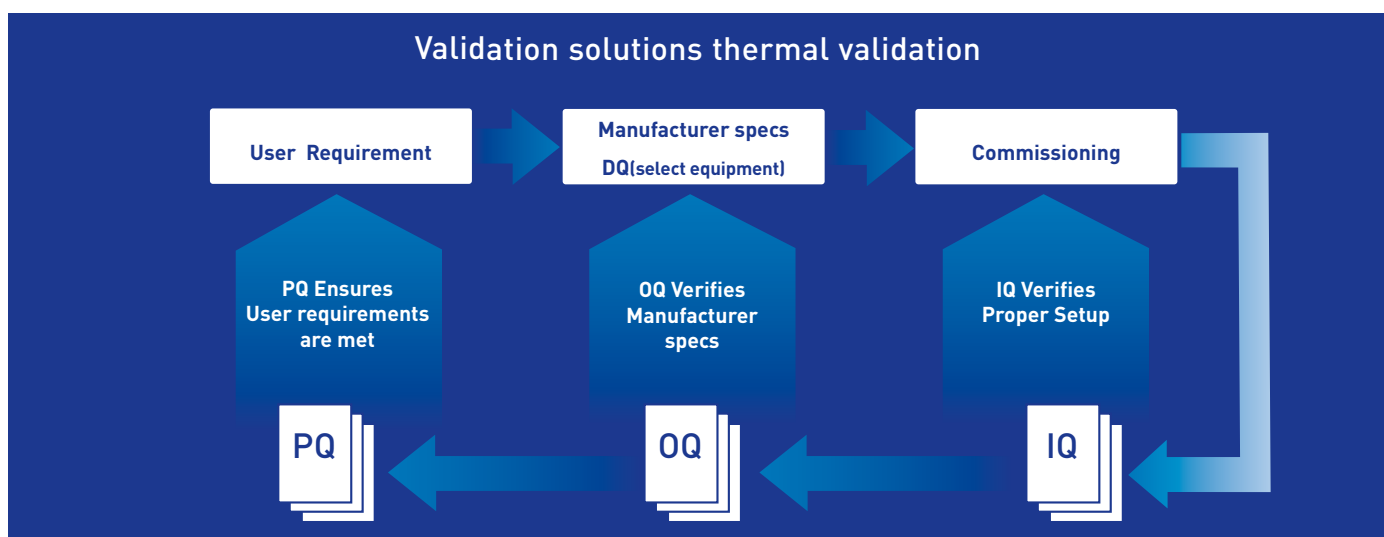 Validation solutions thermal validation
User Requirement
Manufacturer specs
DQ(select equipment)
Commissioning
PQ Ensures
User requirements
are met
OQ Verifies
Manufacturer
specs
IQ Verifies
Proper Setup
PQ
OQ
IQ